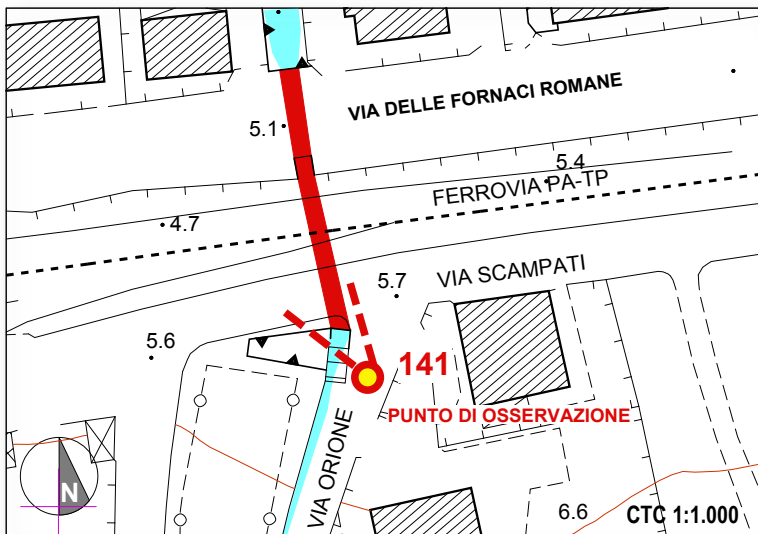 VIA DELLE FORNACI ROMANE
5.1
5.4
FERROVIA PA-TP
4.7
5.7
VIA SCAMPATI
5.6
141
PUNTO DI OSSERVAZIONE
VIA ORIONE
N
6.6
CTC 1:1.000